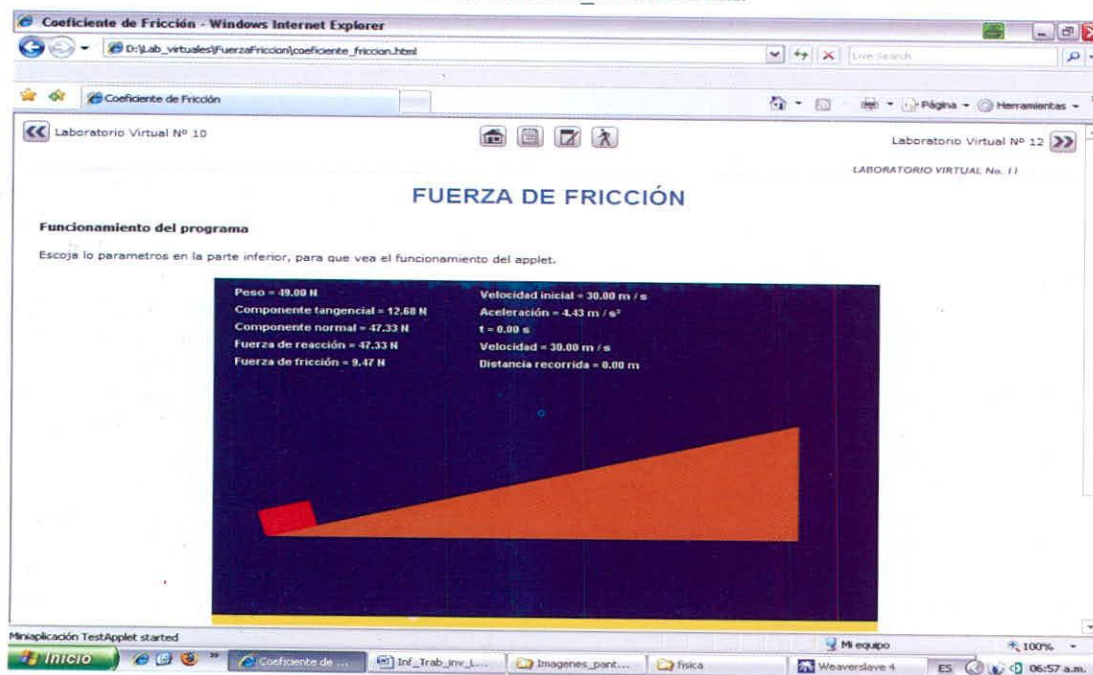 Coeficiente de Fricción - Windows Internet Explorer
D:\Lab_virtuales\FuerzaFriccion\coeficiente_friccion.html
Live Search
Coeficiente de Fricción
Página
Herramientas
Laboratorio Virtual Nº 10
Laboratorio Virtual Nº 12
LABORATORIO VIRTUAL No. 11
FUERZA DE FRICCIÓN
Funcionamiento del programa
Escoja lo parametros en la parte inferior, para que vea el funcionamiento del applet.
Peso = 49.00 N
Componente tangencial = 12.68 N
Componente normal = 47.33 N
Fuerza de reacción = 47.33 N
Fuerza de fricción = 9.47 N
Velocidad inicial = 30.00 m / s
Aceleración = 4.43 m / s²
t = 0.00 s
Velocidad = 30.00 m / s
Distancia recorrida = 0.00 m
Miniaplicación TestApplet started
Mi equipo
100%
Inicio
Coeficiente de ...
Inf_Trab_inv_L...
Imagenes_pant...
fisica
Weaverslave 4
ES
06:57 a.m.